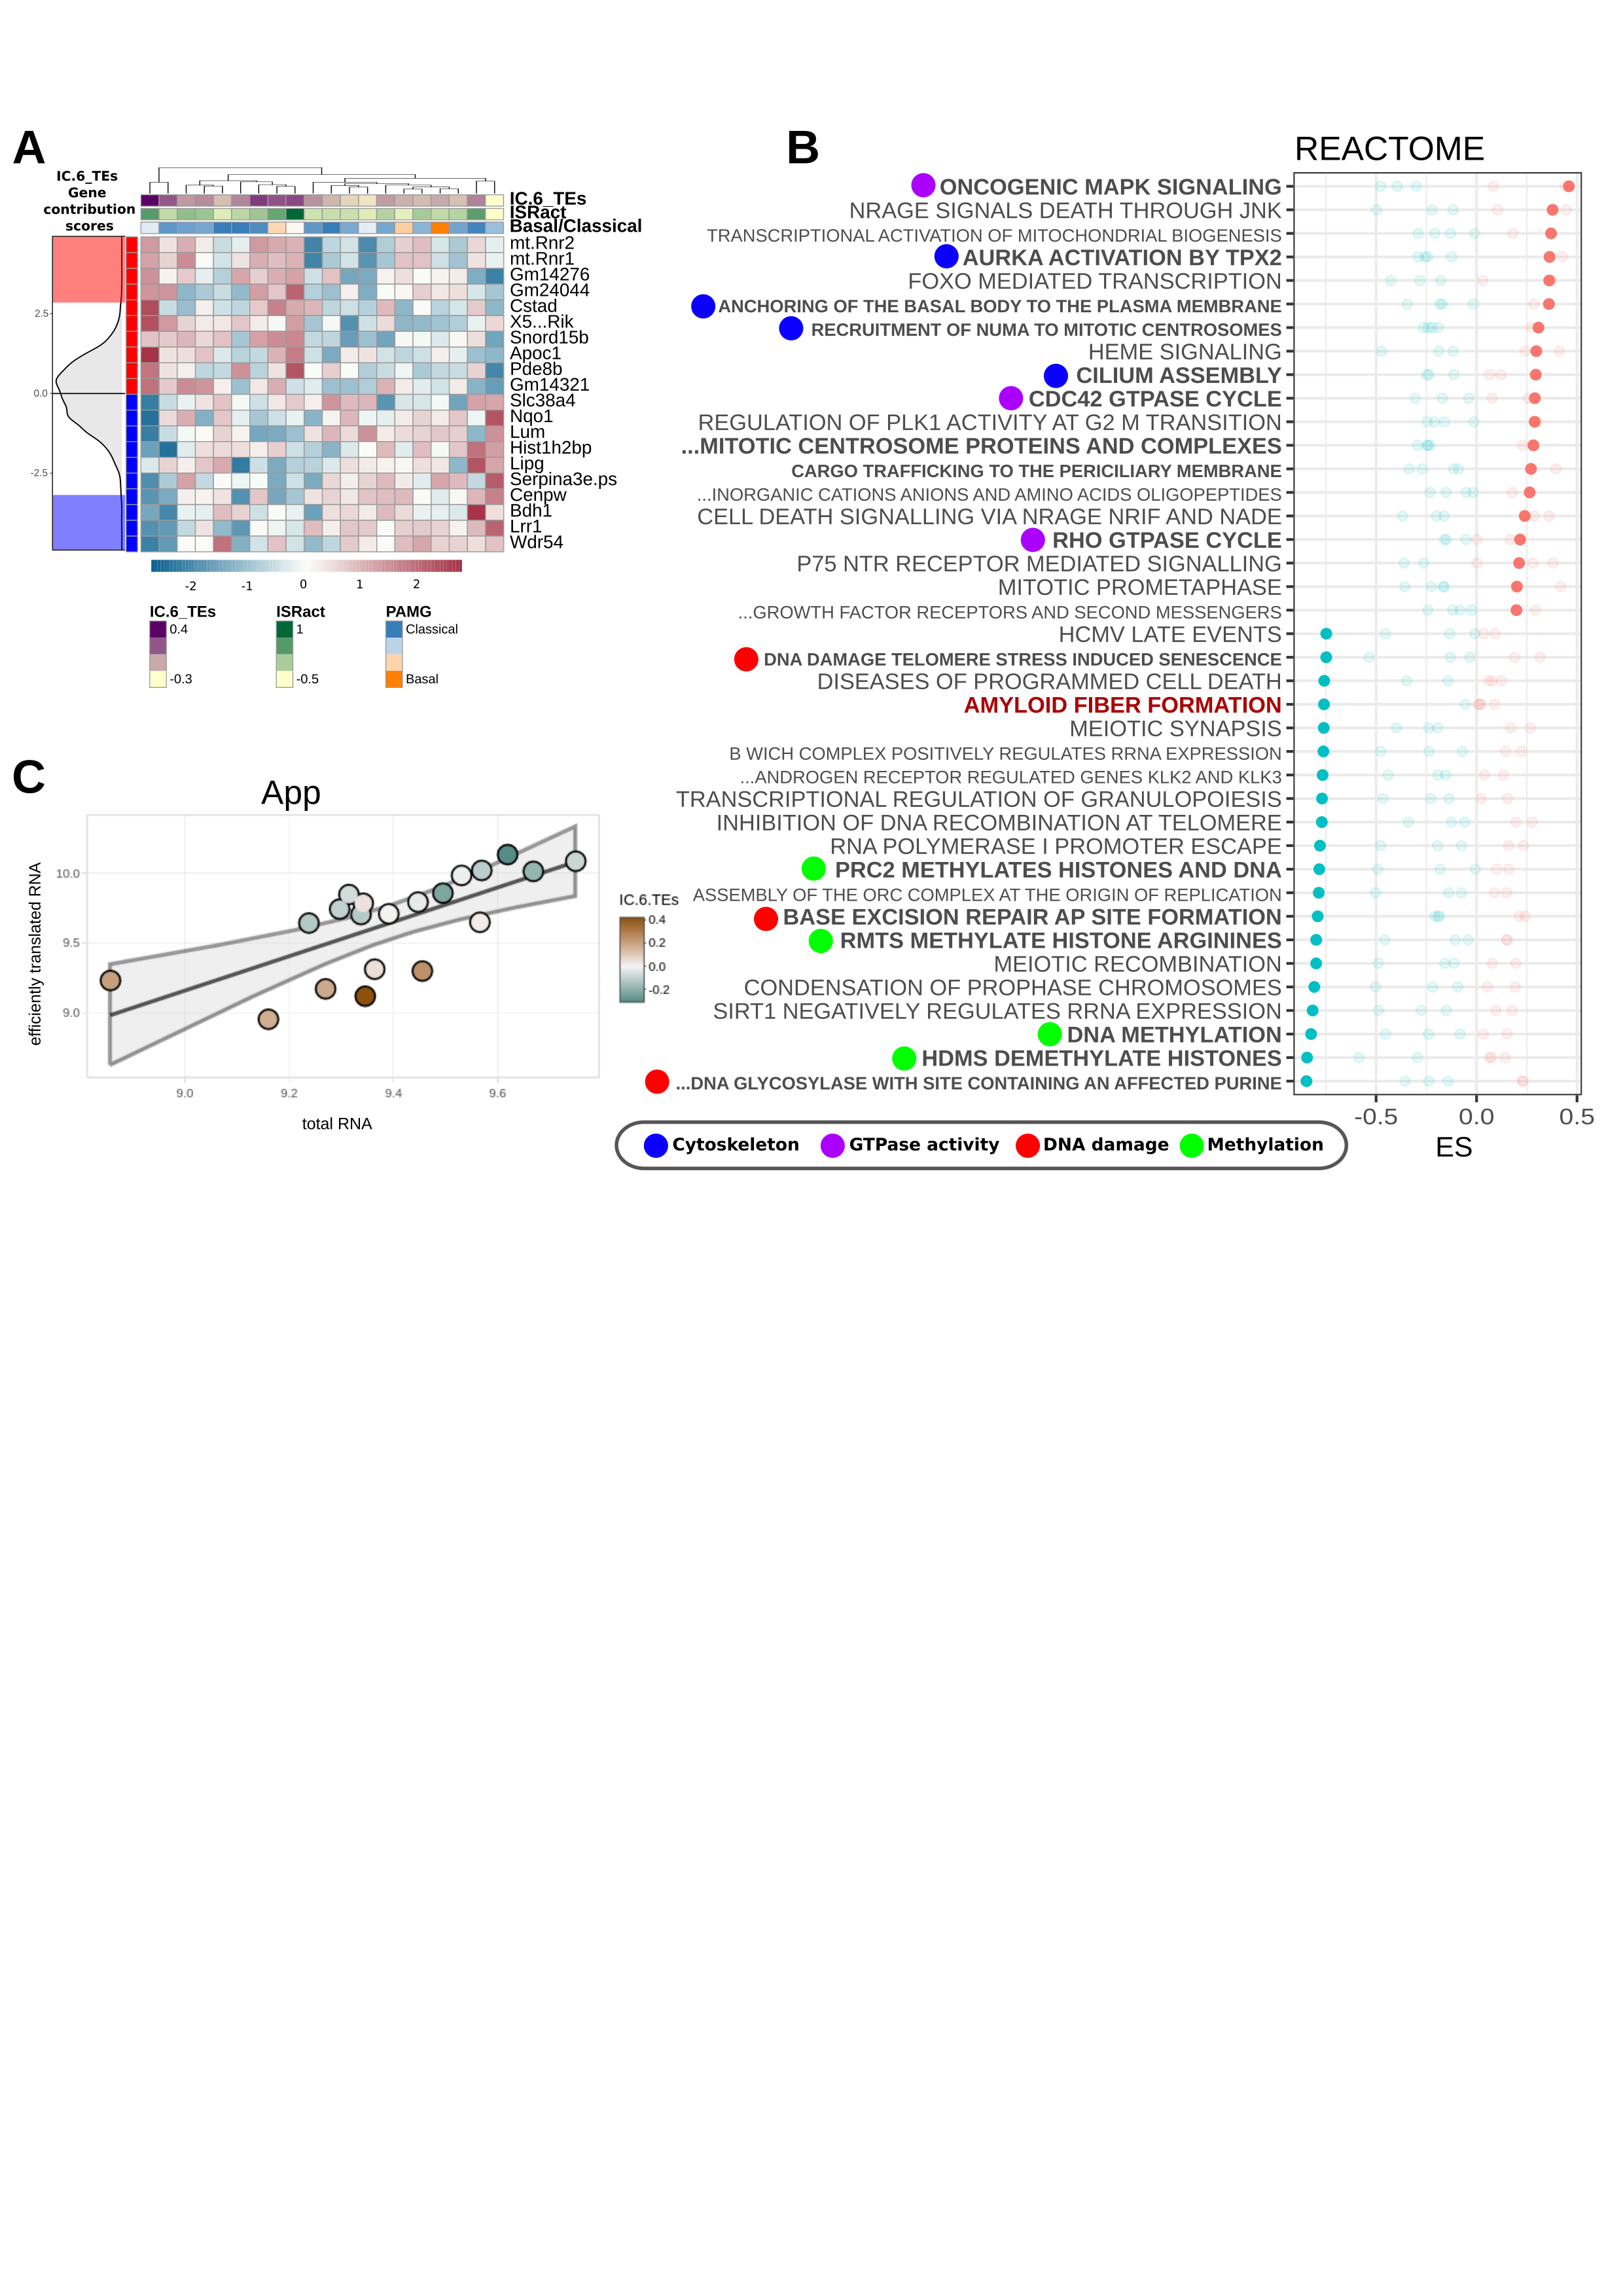 A
IC.6_TEs
Gene
contribution
scores
2.5
0.0
-2.5
IC.6_TEs
ISRact
Basal/Classical
mt.Rnr2
mt.Rnr1
Gm14276
Gm24044
Cstad
X5...Rik
Snord15b
Apoc1
Pde8b
Gm14321
Slc38a4
Nqo1
Lum
Hist1h2bp
Lipg
Serpina3e.ps
Cenpw
Bdh1
Lrr1
Wdr54
-2 -1 0 1 2
IC.6_TEs ISRact PAMG
0.4 1 Classical
-0.3 -0.5 Basal
B
REACTOME
ONCOGENIC MAPK SIGNALING
NRAGE SIGNALS DEATH THROUGH JNK
TRANSCRIPTIONAL ACTIVATION OF MITOCHONDRIAL BIOGENESIS
AURKA ACTIVATION BY TPX2
FOXO MEDIATED TRANSCRIPTION
ANCHORING OF THE BASAL BODY TO THE PLASMA MEMBRANE
RECRUITMENT OF NUMA TO MITOTIC CENTROSOMES
HEME SIGNALING
CILIUM ASSEMBLY
CDC42 GTPASE CYCLE
REGULATION OF PLK1 ACTIVITY AT G2 M TRANSITION
...MITOTIC CENTROSOME PROTEINS AND COMPLEXES
CARGO TRAFFICKING TO THE PERICILIARY MEMBRANE
...INORGANIC CATIONS ANIONS AND AMINO ACIDS OLIGOPEPTIDES
CELL DEATH SIGNALLING VIA NRAGE NRIF AND NADE
RHO GTPASE CYCLE
P75 NTR RECEPTOR MEDIATED SIGNALLING
MITOTIC PROMETAPHASE
...GROWTH FACTOR RECEPTORS AND SECOND MESSENGERS
HCMV LATE EVENTS
DNA DAMAGE TELOMERE STRESS INDUCED SENESCENCE
DISEASES OF PROGRAMMED CELL DEATH
AMYLOID FIBER FORMATION
MEIOTIC SYNAPSIS
B WICH COMPLEX POSITIVELY REGULATES RRNA EXPRESSION
...ANDROGEN RECEPTOR REGULATED GENES KLK2 AND KLK3
TRANSCRIPTIONAL REGULATION OF GRANULOPOIESIS
INHIBITION OF DNA RECOMBINATION AT TELOMERE
RNA POLYMERASE I PROMOTER ESCAPE
PRC2 METHYLATES HISTONES AND DNA
ASSEMBLY OF THE ORC COMPLEX AT THE ORIGIN OF REPLICATION
BASE EXCISION REPAIR AP SITE FORMATION
RMTS METHYLATE HISTONE ARGININES
MEIOTIC RECOMBINATION
CONDENSATION OF PROPHASE CHROMOSOMES
SIRT1 NEGATIVELY REGULATES RRNA EXPRESSION
DNA METHYLATION
HDMS DEMETHYLATE HISTONES
...DNA GLYCOSYLASE WITH SITE CONTAINING AN AFFECTED PURINE
-0.5 0.0 0.5
ES
Cytoskeleton GTPase activity DNA damage Methylation
C
App
efficiently translated RNA
10.0
9.5
9.0
9.0 9.2 9.4 9.6
total RNA
IC.6.TEs
0.4
0.2
0.0
-0.2